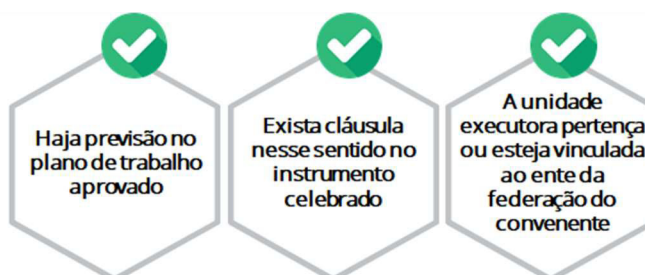 Haja previsão no
plano de trabalho
aprovado
Exista cláusula
nesse sentido no
instrumento
celebrado
A unidade
executora pertença
ou esteja vinculada
ao ente da
federação do
convenente